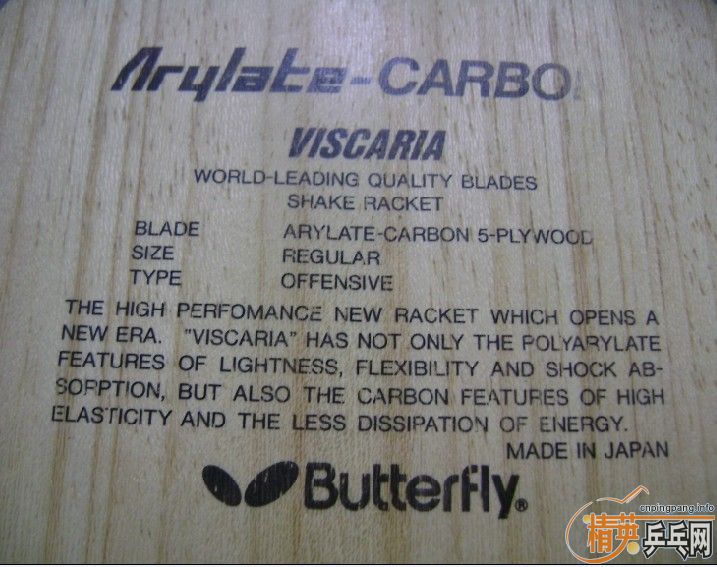 Arylate-CARBO
VISCARIA
WORLD-LEADING QUALITY BLADES
SHAKE RACKET
BLADE ARYLATE-CARBON 5-PLYWOOD
SIZE REGULAR
TYPE OFFENSIVE
THE HIGH PERFOMANCE NEW RACKET WHICH OPENS A
NEW ERA. "VISCARIA" HAS NOT ONLY THE POLYARYLATE
FEATURES OF LIGHTNESS, FLEXIBILITY AND SHOCK AB-
SORPTION, BUT ALSO THE CARBON FEATURES OF HIGH
ELASTICITY AND THE LESS DISSIPATION OF ENERGY.
MADE IN JAPAN
Butterfly®
cnpingpang.info
精英乒乓网